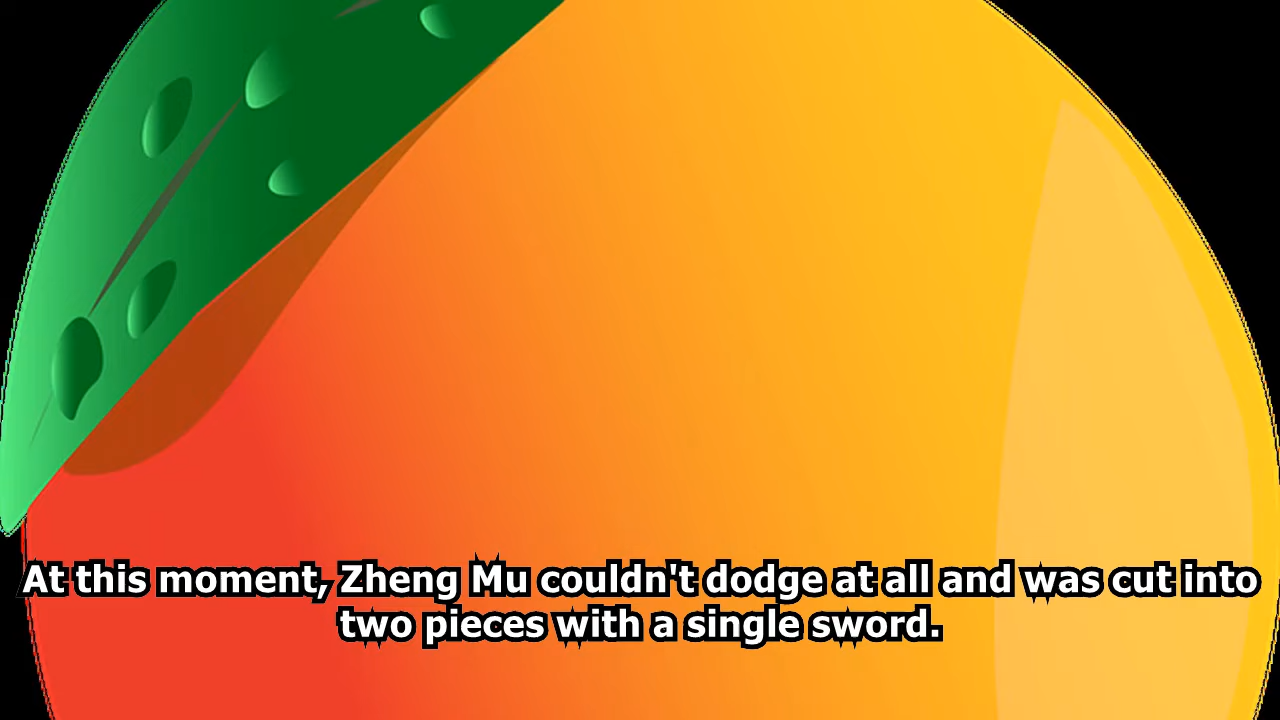 At this moment, Zheng Mu couldn't dodge at all and was cut into
two pieces with a single sword.